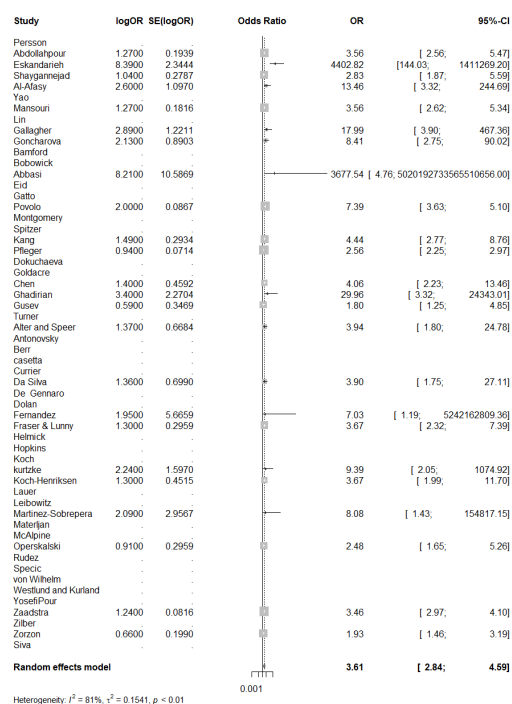 Study logOR SE(logOR) Odds Ratio OR 95%-CI
Persson . .
Abdollahpour 1.2700 0.1939 3.56 [ 2.56; 5.47]
Eskandarieh 8.3900 2.3444 4402.82 [144.03; 1411269.20]
Shaygannejad 1.0400 0.2787 2.83 [ 1.87; 5.59]
Al-Afasy 2.6000 1.0970 13.46 [ 3.32; 244.69]
Yao . .
Mansouri 1.2700 0.1816 3.56 [ 2.62; 5.34]
Lin . .
Gallagher 2.8900 1.2211 17.99 [ 3.90; 467.36]
Goncharova 2.1300 0.8903 8.41 [ 2.75; 90.02]
Bamford . .
Bobowick . .
Abbasi 8.2100 10.5869 3677.54 [ 4.76; 5020192733565510656.00]
Eid . .
Gatto . .
Povolo 2.0000 0.0867 7.39 [ 3.63; 5.10]
Montgomery . .
Spitzer . .
Kang 1.4900 0.2934 4.44 [ 2.77; 8.76]
Pfleger 0.9400 0.0714 2.56 [ 2.25; 2.97]
Dokuchaeva . .
Goldacre . .
Chen 1.4000 0.4592 4.06 [ 2.23; 13.46]
Ghadirian 3.4000 2.2704 29.96 [ 3.32; 24343.01]
Gusev 0.5900 0.3469 1.80 [ 1.25; 4.85]
Turner . .
Alter and Speer 1.3700 0.6684 3.94 [ 1.80; 24.78]
Antonovsky . .
Berr . .
casetta . .
Currier . .
Da Silva 1.3600 0.6990 3.90 [ 1.75; 27.11]
De Gennaro . .
Dolan . .
Fernandez 1.9500 5.6659 7.03 [ 1.19; 5242162809.36]
Fraser & Lunny 1.3000 0.2959 3.67 [ 2.32; 7.39]
Helmick . .
Hopkins . .
Koch . .
kurtzke 2.2400 1.5970 9.39 [ 2.05; 1074.92]
Koch-Henriksen 1.3000 0.4515 3.67 [ 1.99; 11.70]
Lauer . .
Leibowitz . .
Martinez-Sobrepera 2.0900 2.9567 8.08 [ 1.43; 154817.15]
Materljan . .
McAlpine . .
Operskalski 0.9100 0.2959 2.48 [ 1.65; 5.26]
Rudez . .
Specic . .
von Wilhelm . .
Westlund and Kurland . .
YosefiPour . .
Zaadstra 1.2400 0.0816 3.46 [ 2.97; 4.10]
Zilber . .
Zorzon 0.6600 0.1990 1.93 [ 1.46; 3.19]
Siva . .
Random effects model 3.61 [ 2.84; 4.59]
0.001
Heterogeneity: I² = 81%, τ² = 0.1541, p < 0.01